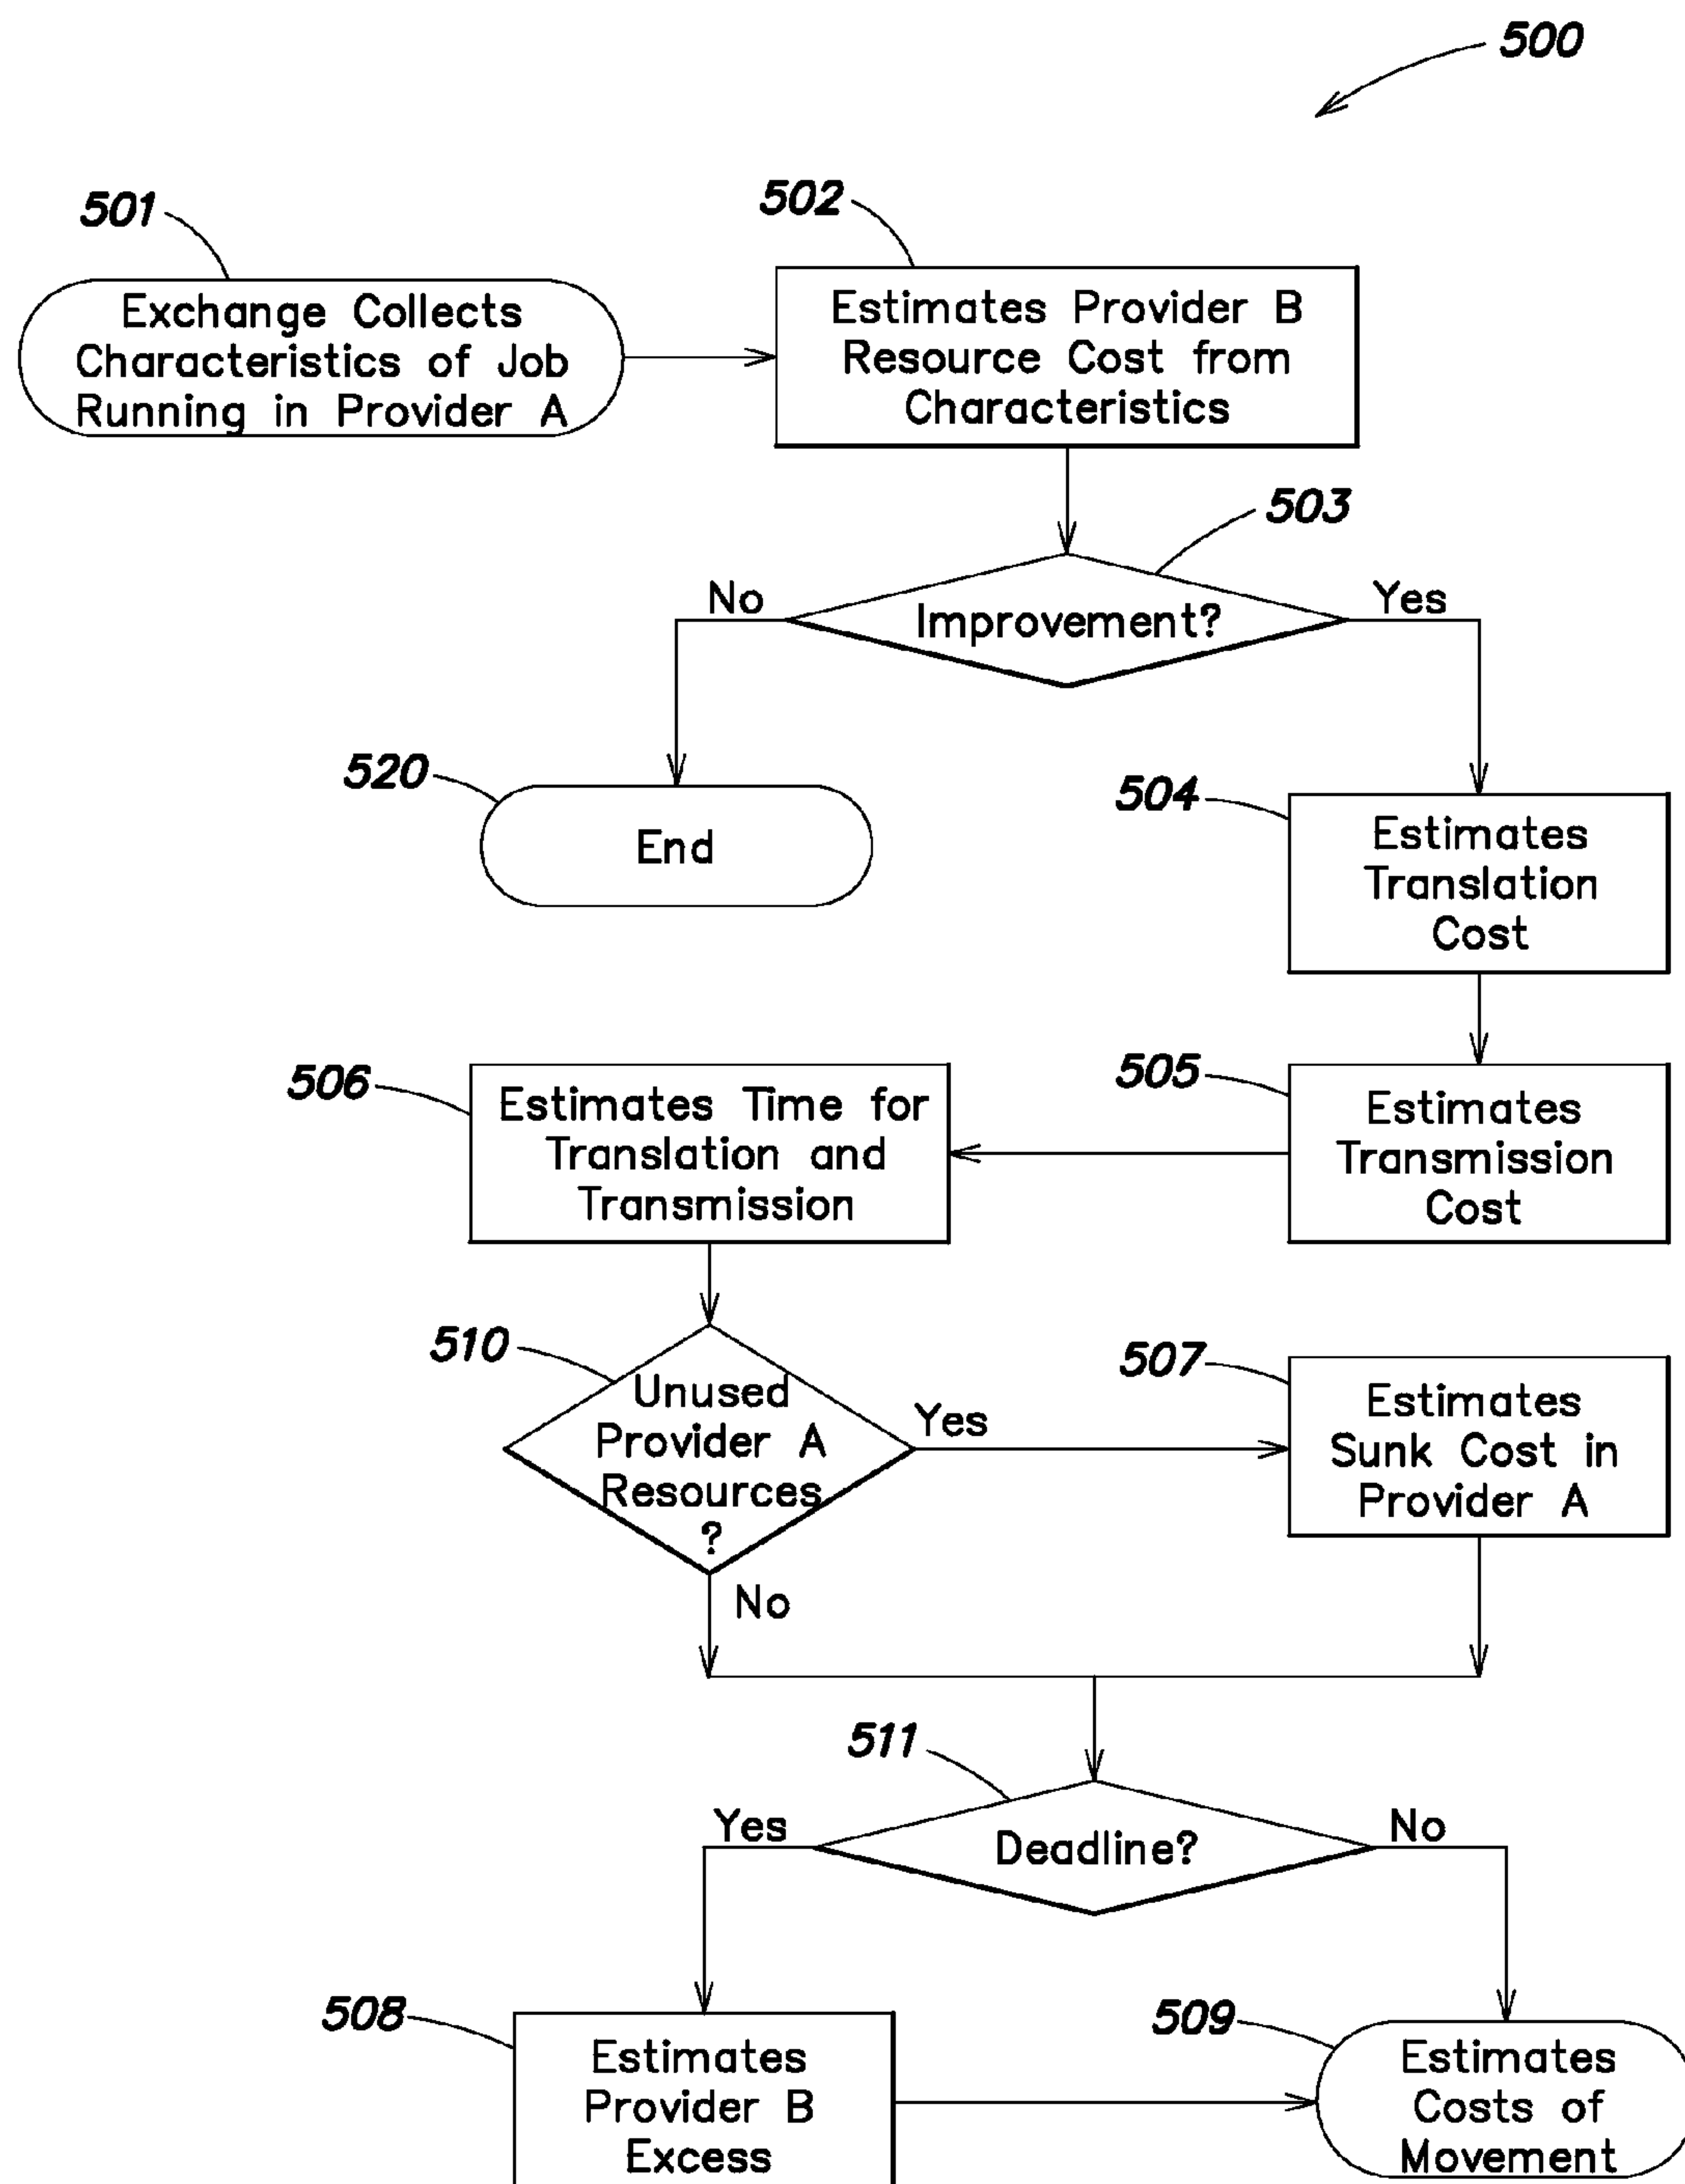 500
501
Exchange Collects
Characteristics of Job
Running in Provider A
502
Estimates Provider B
Resource Cost from
Characteristics
503
Improvement?
No
Yes
520
End
504
Estimates
Translation
Cost
505
Estimates
Transmission
Cost
506
Estimates Time for
Translation and
Transmission
510
Unused
Provider A
Resources
?
Yes
No
507
Estimates
Sunk Cost in
Provider A
511
Deadline?
Yes
No
508
Estimates
Provider B
Excess
509
Estimates
Costs of
Movement